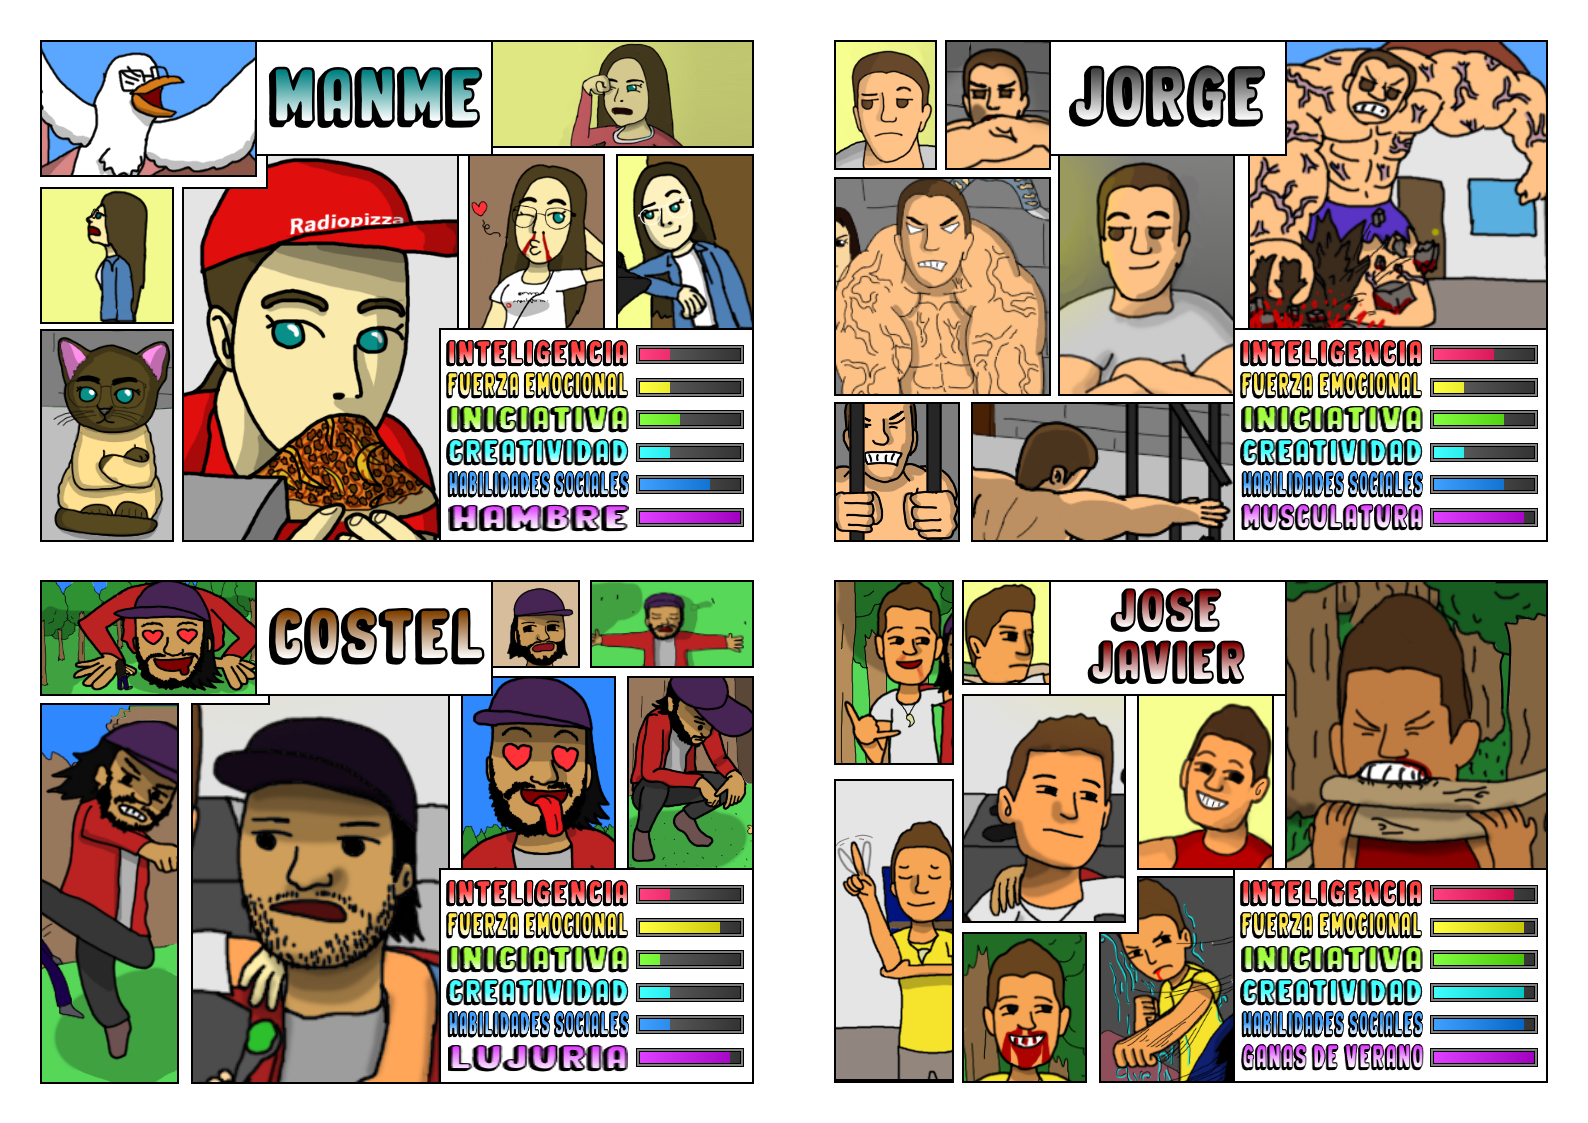 MANME
Radiopizza
INTELIGENCIA
FUERZA EMOCIONAL
INICIATIVA
CREATIVIDAD
HABILIDADES SOCIALES
HAMBRE
JORGE
INTELIGENCIA
FUERZA EMOCIONAL
INICIATIVA
CREATIVIDAD
HABILIDADES SOCIALES
MUSCULATURA
COSTEL
INTELIGENCIA
FUERZA EMOCIONAL
INICIATIVA
CREATIVIDAD
HABILIDADES SOCIALES
LUJURIA
JOSE
JAVIER
INTELIGENCIA
FUERZA EMOCIONAL
INICIATIVA
CREATIVIDAD
HABILIDADES SOCIALES
GANAS DE VERANO